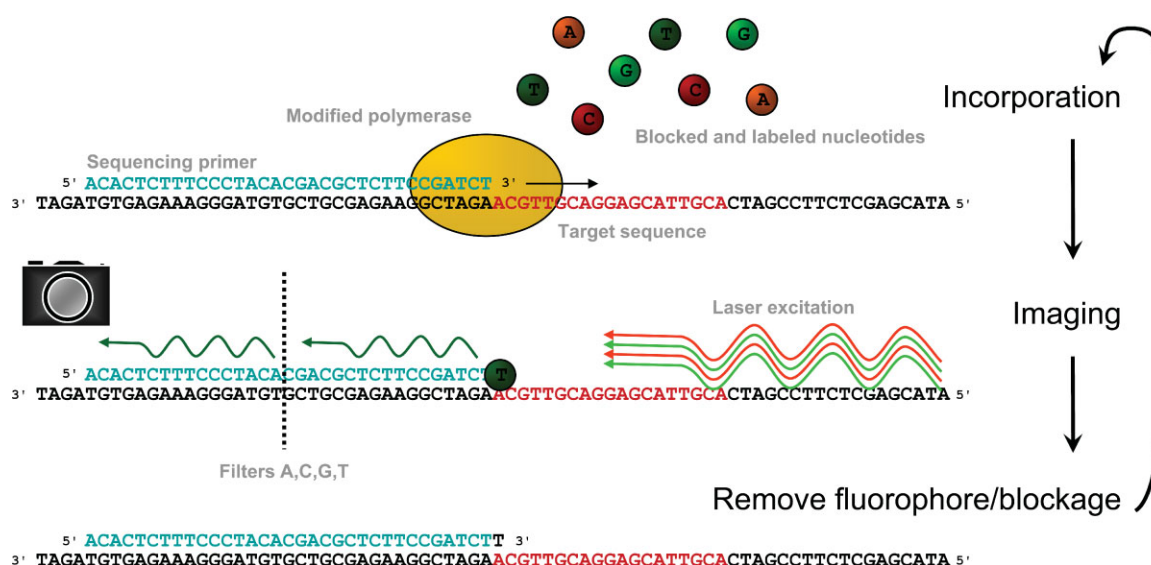 A T G
T G C A
C
Incorporation
Modified polymerase
Blocked and labeled nucleotides
Sequencing primer
5' ACACTCTTTCCCTACACGACGCTCTTCCGATCT 3'
3' TAGATGTGAGAAAGGGATGTGCTGCGAGAAGGCTAGAACGTTGCAGGAGCATTGCACTAGCCTTCTCGAGCATA 5'
Target sequence
Laser excitation
Imaging
5' ACACTCTTTCCCTACACGACGCTCTTCCGATCT
3' TAGATGTGAGAAAGGGATGTGCTGCGAGAAGGCTAGAACGTTGCAGGAGCATTGCACTAGCCTTCTCGAGCATA 5'
Filters A,C,G,T
Remove fluorophore/blockage
5' ACACTCTTTCCCTACACGACGCTCTTCCGATCTT 3'
3' TAGATGTGAGAAAGGGATGTGCTGCGAGAAGGCTAGAACGTTGCAGGAGCATTGCACTAGCCTTCTCGAGCATA 5'